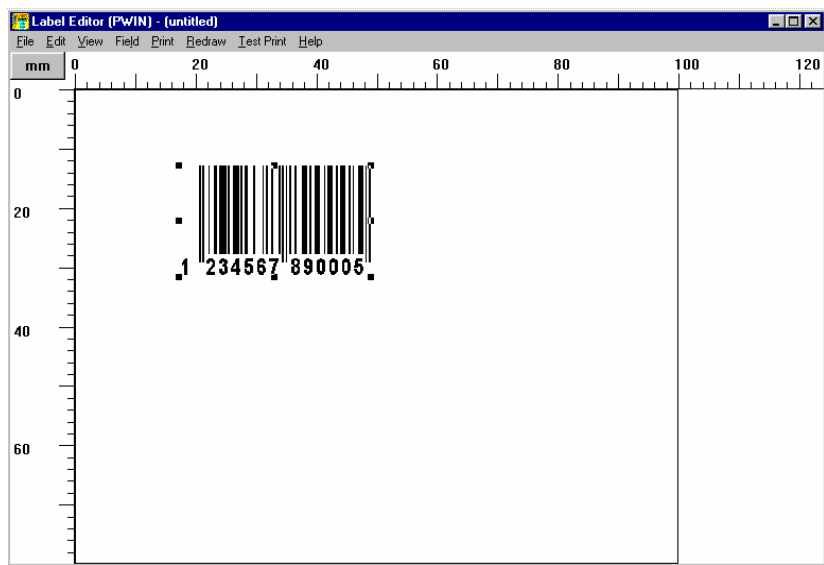 Label Editor (PWIN) - (untitled)
File Edit View Field Print Redraw Test Print Help
mm 0 20 40 60 80 100 120
0
20
1 234567 890005
40
60